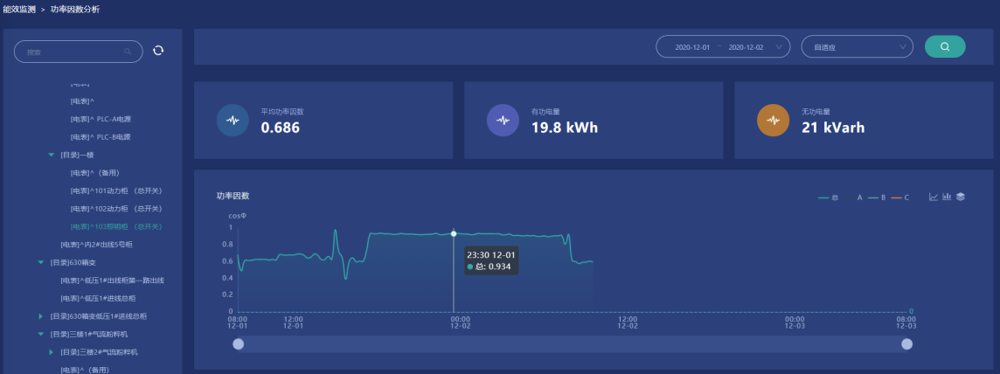 能效监测 > 功率因数分析
搜索
[电表]^
[电表]^ PLC-A电源
[电表]^ PLC-B电源
[目录]一楼
[电表]^（备用）
[电表]^101动力柜 （总开关）
[电表]^102动力柜 （总开关）
[电表]^103照明柜 （总开关）
[电表]^内2#出线5号柜
[目录]630箱变
[电表]^低压1#出线柜第一路出线
[电表]^低压1#进线总柜
[目录]630箱变低压1#进线总柜
[目录]三楼1#气流粉粹机
[目录]三楼2#气流粉粹机
[电表]^（备用）
2020-12-01 ~ 2020-12-02
自适应
平均功率因数
0.686
有功电量
19.8 kWh
无功电量
21 kVarh
功率因数
总 A B C
cosΦ
1
0.8
0.6
0.4
0.2
0
0
23:30 12-01
总: 0.934
08:00 12:00 00:00 12:00 00:00 08:00
12-01 12-01 12-02 12-02 12-03 12-03